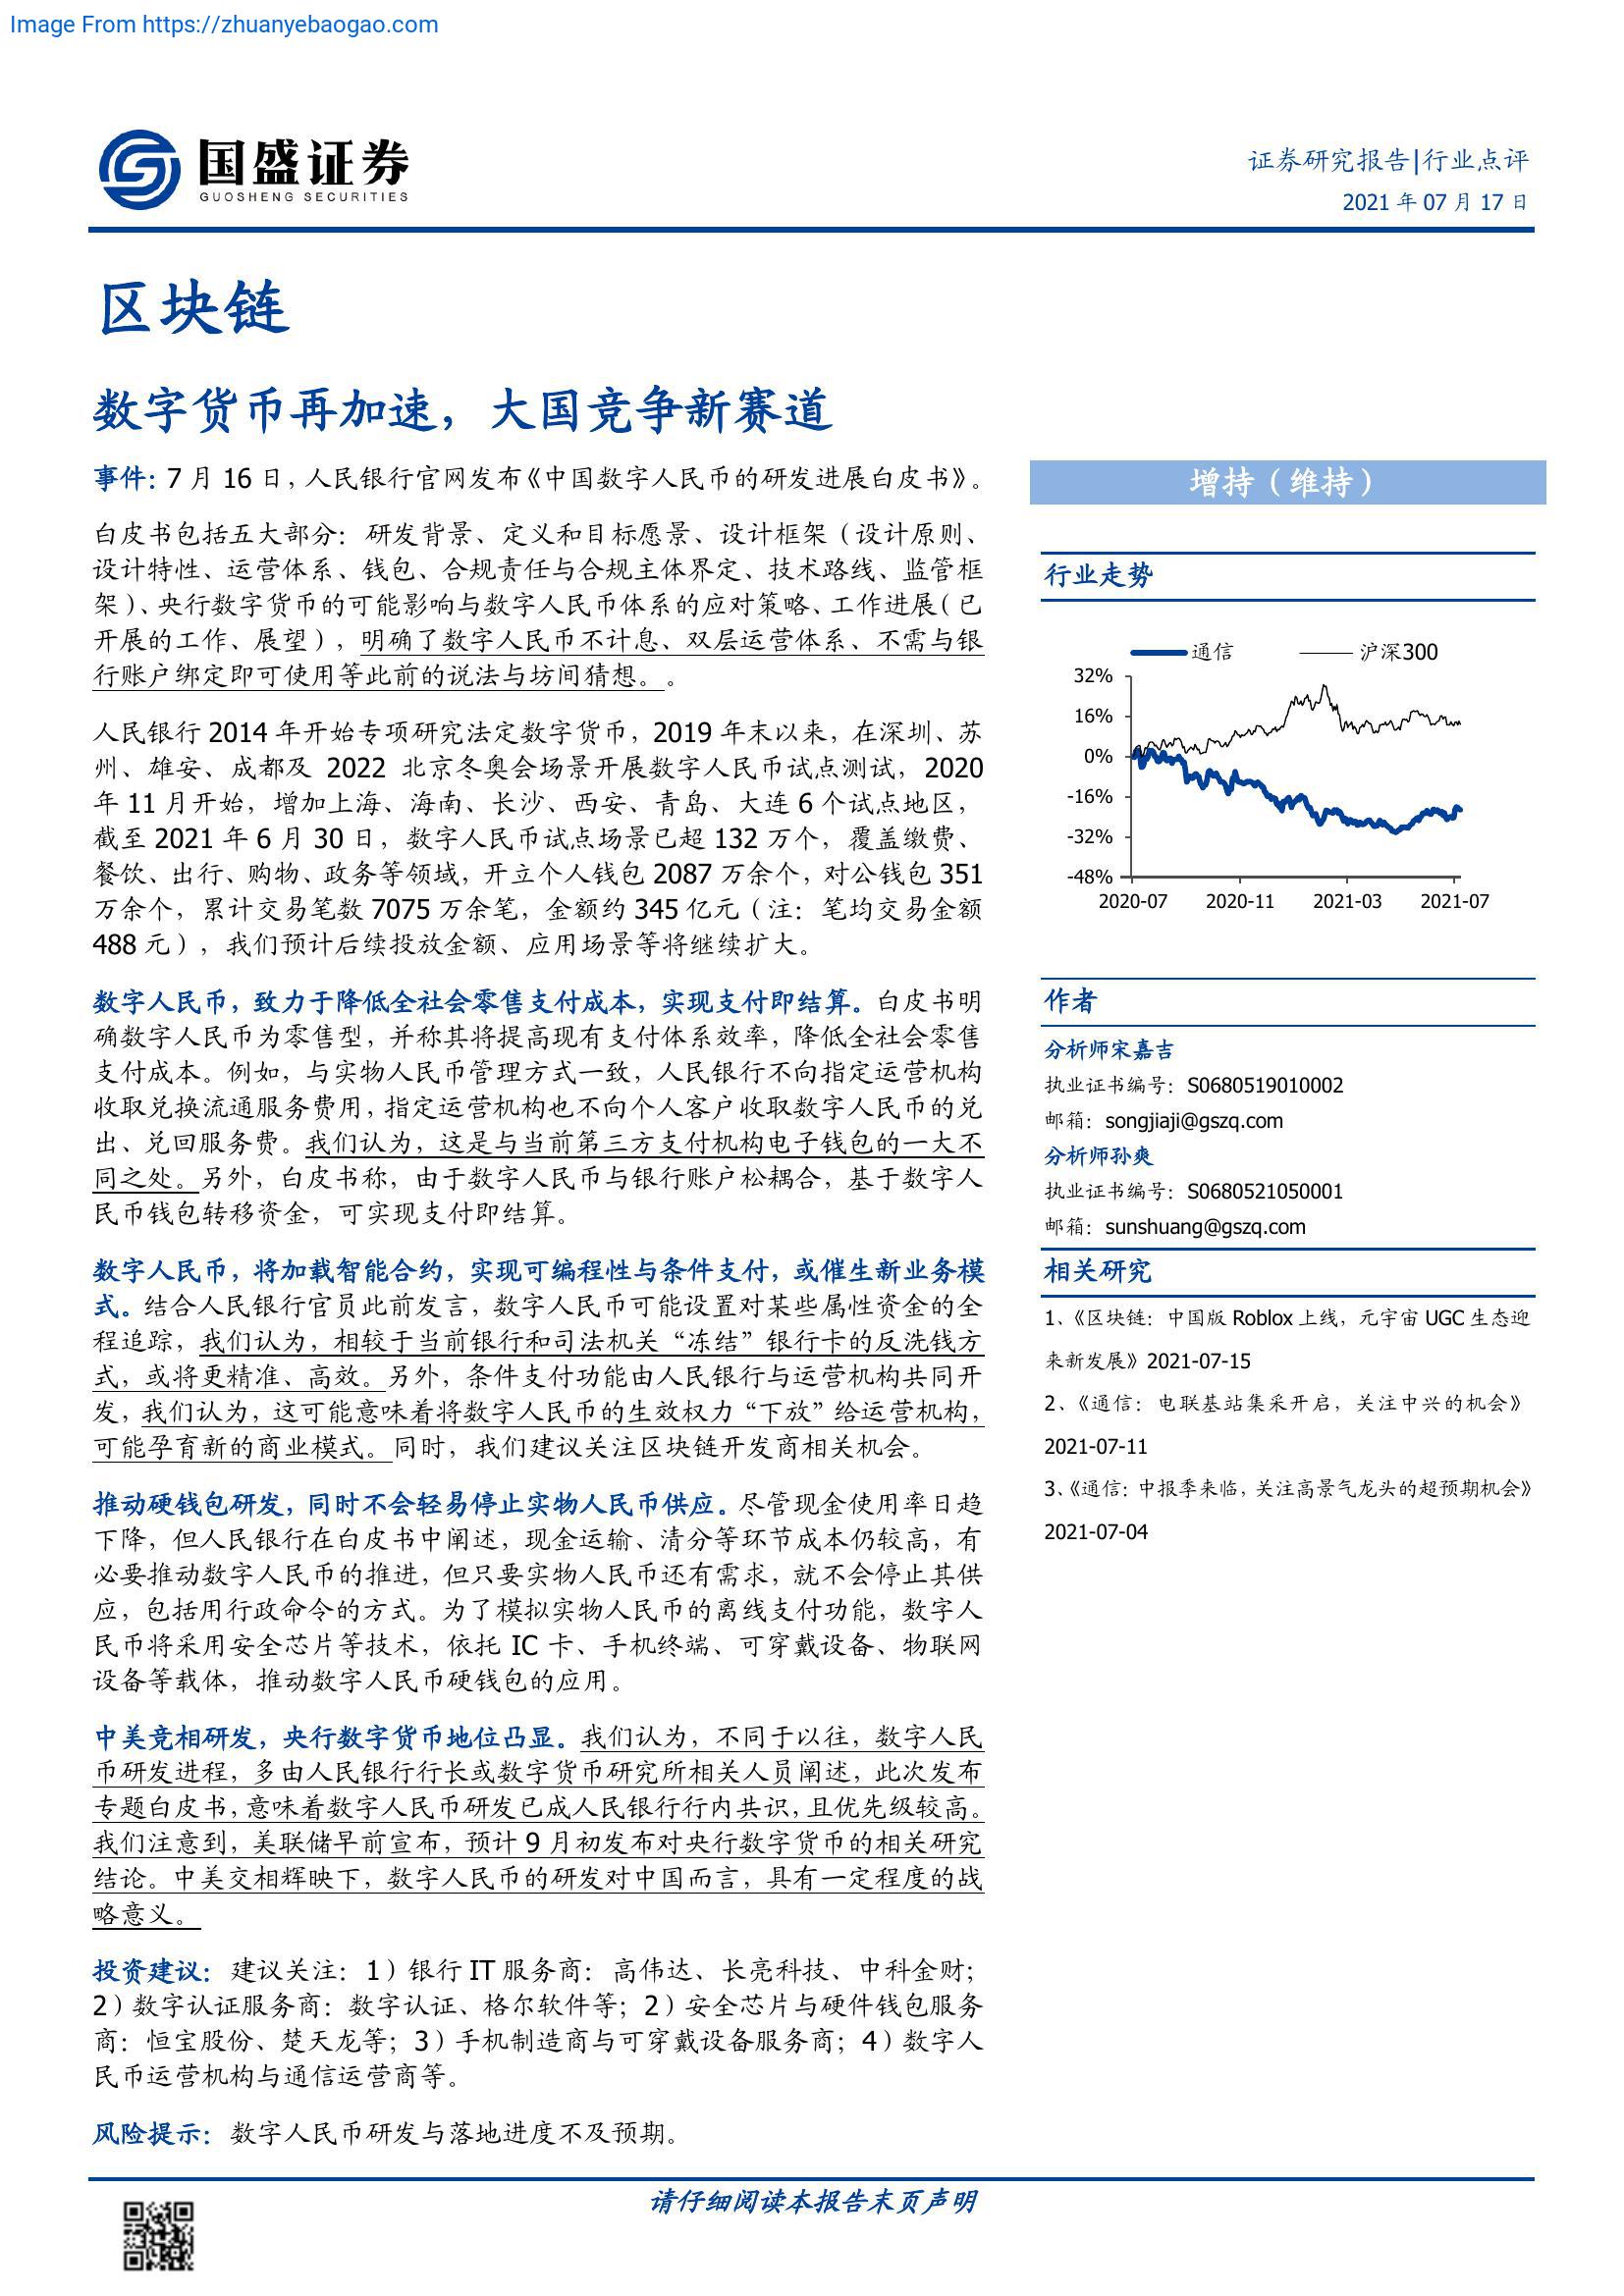 Image From https://zhuanyebaogao.com
国盛证券
GUOSHENG SECURITIES
证券研究报告|行业点评
2021 年 07 月 17 日
区块链
数字货币再加速，大国竞争新赛道
事件：7 月 16 日，人民银行官网发布《中国数字人民币的研发进展白皮书》。
白皮书包括五大部分：研发背景、定义和目标愿景、设计框架（设计原则、
设计特性、运营体系、钱包、合规责任与合规主体界定、技术路线、监管框
架）、央行数字货币的可能影响与数字人民币体系的应对策略、工作进展（已
开展的工作、展望），明确了数字人民币不计息、双层运营体系、不需与银
行账户绑定即可使用等此前的说法与坊间猜想。。
人民银行 2014 年开始专项研究法定数字货币，2019 年末以来，在深圳、苏
州、雄安、成都及 2022 北京冬奥会场景开展数字人民币试点测试，2020
年 11 月开始，增加上海、海南、长沙、西安、青岛、大连 6 个试点地区，
截至 2021 年 6 月 30 日，数字人民币试点场景已超 132 万个，覆盖缴费、
餐饮、出行、购物、政务等领域，开立个人钱包 2087 万余个，对公钱包 351
万余个，累计交易笔数 7075 万余笔，金额约 345 亿元（注：笔均交易金额
488 元），我们预计后续投放金额、应用场景等将继续扩大。
数字人民币，致力于降低全社会零售支付成本，实现支付即结算。白皮书明
确数字人民币为零售型，并称其将提高现有支付体系效率，降低全社会零售
支付成本。例如，与实物人民币管理方式一致，人民银行不向指定运营机构
收取兑换流通服务费用，指定运营机构也不向个人客户收取数字人民币的兑
出、兑回服务费。我们认为，这是与当前第三方支付机构电子钱包的一大不
同之处。另外，白皮书称，由于数字人民币与银行账户松耦合，基于数字人
民币钱包转移资金，可实现支付即结算。
数字人民币，将加载智能合约，实现可编程性与条件支付，或催生新业务模
式。结合人民银行官员此前发言，数字人民币可能设置对某些属性资金的全
程追踪，我们认为，相较于当前银行和司法机关“冻结”银行卡的反洗钱方
式，或将更精准、高效。另外，条件支付功能由人民银行与运营机构共同开
发，我们认为，这可能意味着将数字人民币的生效权力“下放”给运营机构，
可能孕育新的商业模式。同时，我们建议关注区块链开发商相关机会。
推动硬钱包研发，同时不会轻易停止实物人民币供应。尽管现金使用率日趋
下降，但人民银行在白皮书中阐述，现金运输、清分等环节成本仍较高，有
必要推动数字人民币的推进，但只要实物人民币还有需求，就不会停止其供
应，包括用行政命令的方式。为了模拟实物人民币的离线支付功能，数字人
民币将采用安全芯片等技术，依托 IC 卡、手机终端、可穿戴设备、物联网
设备等载体，推动数字人民币硬钱包的应用。
中美竞相研发，央行数字货币地位凸显。我们认为，不同于以往，数字人民
币研发进程，多由人民银行行长或数字货币研究所相关人员阐述，此次发布
专题白皮书，意味着数字人民币研发已成人民银行行内共识，且优先级较高。
我们注意到，美联储早前宣布，预计 9 月初发布对央行数字货币的相关研究
结论。中美交相辉映下，数字人民币的研发对中国而言，具有一定程度的战
略意义。
投资建议：建议关注：1）银行 IT 服务商：高伟达、长亮科技、中科金财；
2）数字认证服务商：数字认证、格尔软件等；2）安全芯片与硬件钱包服务
商：恒宝股份、楚天龙等；3）手机制造商与可穿戴设备服务商；4）数字人
民币运营机构与通信运营商等。
风险提示：数字人民币研发与落地进度不及预期。
增持（维持）
行业走势
通信 沪深300
32%
16%
0%
-16%
-32%
-48%
2020-07 2020-11 2021-03 2021-07
作者
分析师宋嘉吉
执业证书编号：S0680519010002
邮箱：songjiaji@gszq.com
分析师孙爽
执业证书编号：S0680521050001
邮箱：sunshuang@gszq.com
相关研究
1、《区块链：中国版 Roblox 上线，元宇宙 UGC 生态迎
来新发展》2021-07-15
2、《通信：电联基站集采开启，关注中兴的机会》
2021-07-11
3、《通信：中报季来临，关注高景气龙头的超预期机会》
2021-07-04
请仔细阅读本报告末页声明